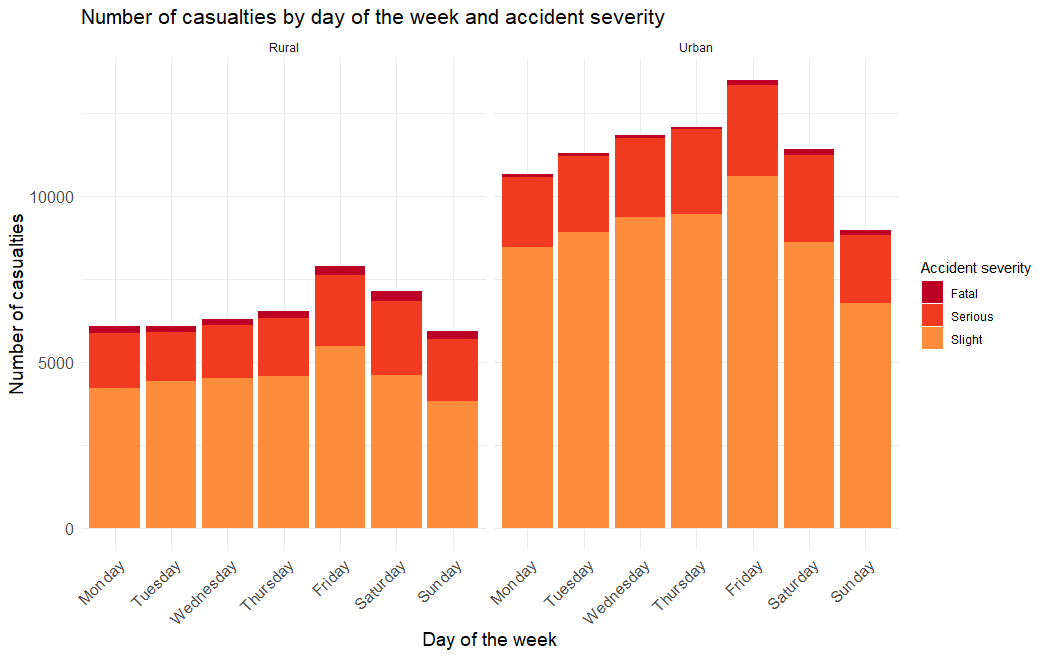 Number of casualties by day of the week and accident severity
Rural
Urban
Number of casualties
10000
5000
0
Monday
Tuesday
Wednesday
Thursday
Friday
Saturday
Sunday
Monday
Tuesday
Wednesday
Thursday
Friday
Saturday
Sunday
Day of the week
Accident severity
Fatal
Serious
Slight